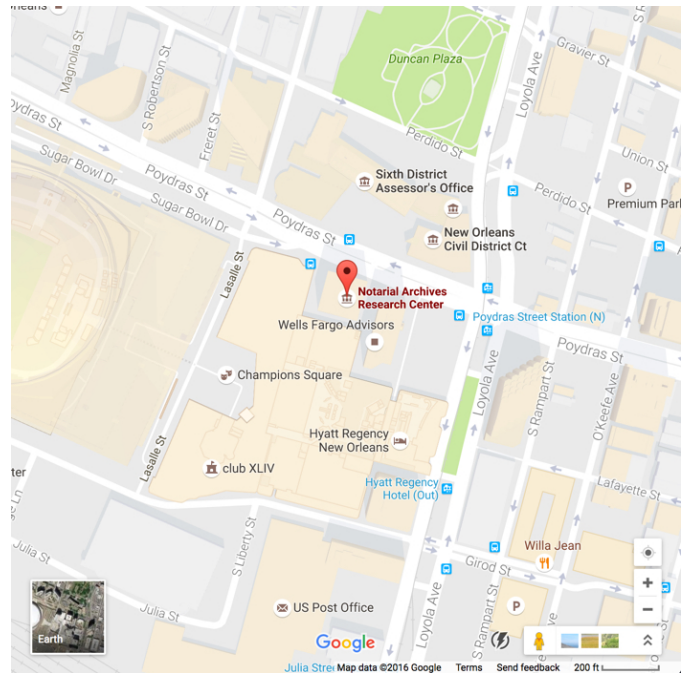 Orleans
Magnolia St
S Robertson St
Freret St
Duncan Plaza
Loyola Ave
Gravier St
Poydras St
Sugar Bowl Dr
Poydras St
Perdido St
Union St
Perdido St
P
Premium Park
Sixth District
Assessor's Office
Sugar Bowl Dr
Poydras St
New Orleans
Civil District Ct
Lasalle St
Notarial Archives
Research Center
Poydras Street Station (N)
Wells Fargo Advisors
Poydras St
Champions Square
Loyola Ave
S Rampart St
O'Keefe Ave
Hyatt Regency
New Orleans
Lasalle St
club XLIV
Hyatt Regency
Hotel (Out)
Lafayette St
ter
Julia St
S Liberty St
Willa Jean
Girod St
Julia St
US Post Office
Loyola Ave
S Rampart St
P
Earth
Google
Julia Stree
Map data ©2016 Google
Terms
Send feedback
200 ft